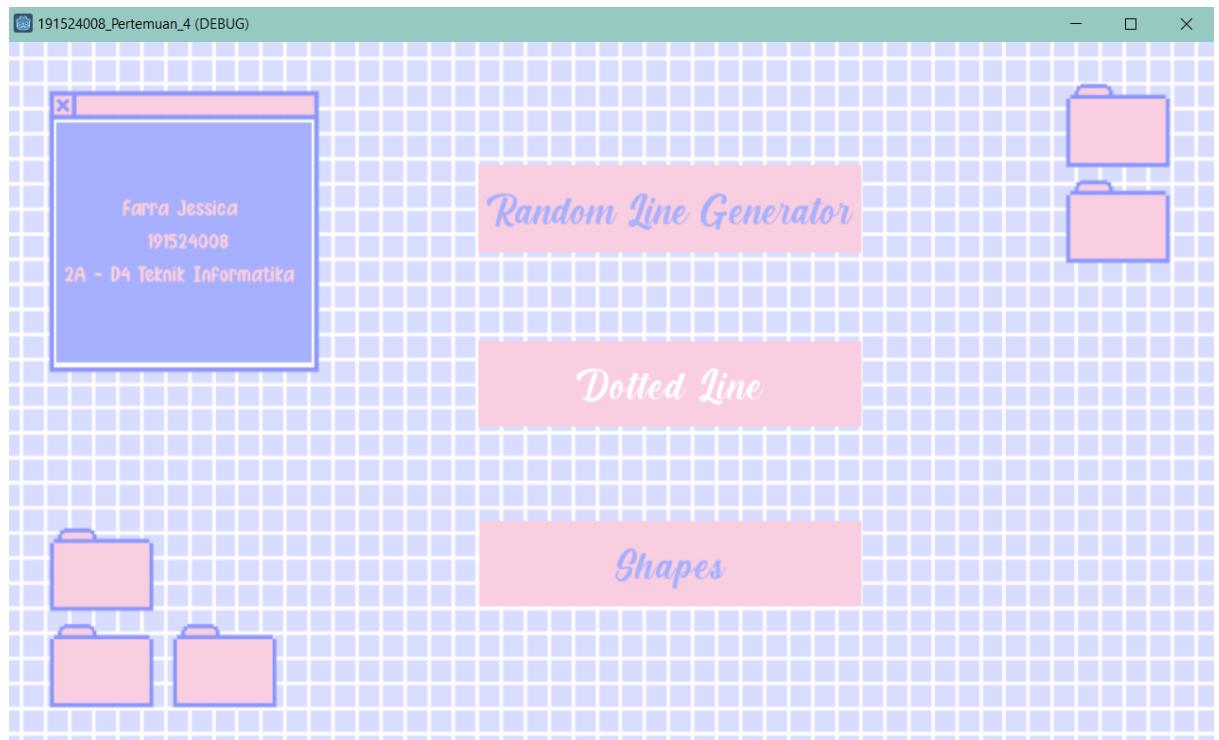 191524008_Pertemuan_4 (DEBUG)
Farra Jessica
191524008
2A - D4 Teknik Informatika
Random Line Generator
Dotted Line
Shapes